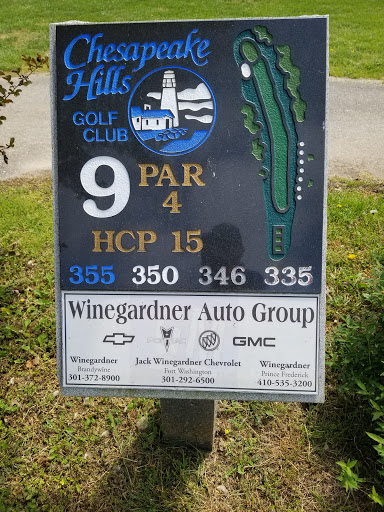 Chesapeake
Hills
GOLF
CLUB
9 PAR
4
HCP 15
355 350 346 335
Winegardner Auto Group
PONTIAC GMC
Winegardner
Brandywine
301-372-8900
Jack Winegardner Chevrolet
Fort Washington
301-292-6500
Winegardner
Prince Frederick
410-535-3200